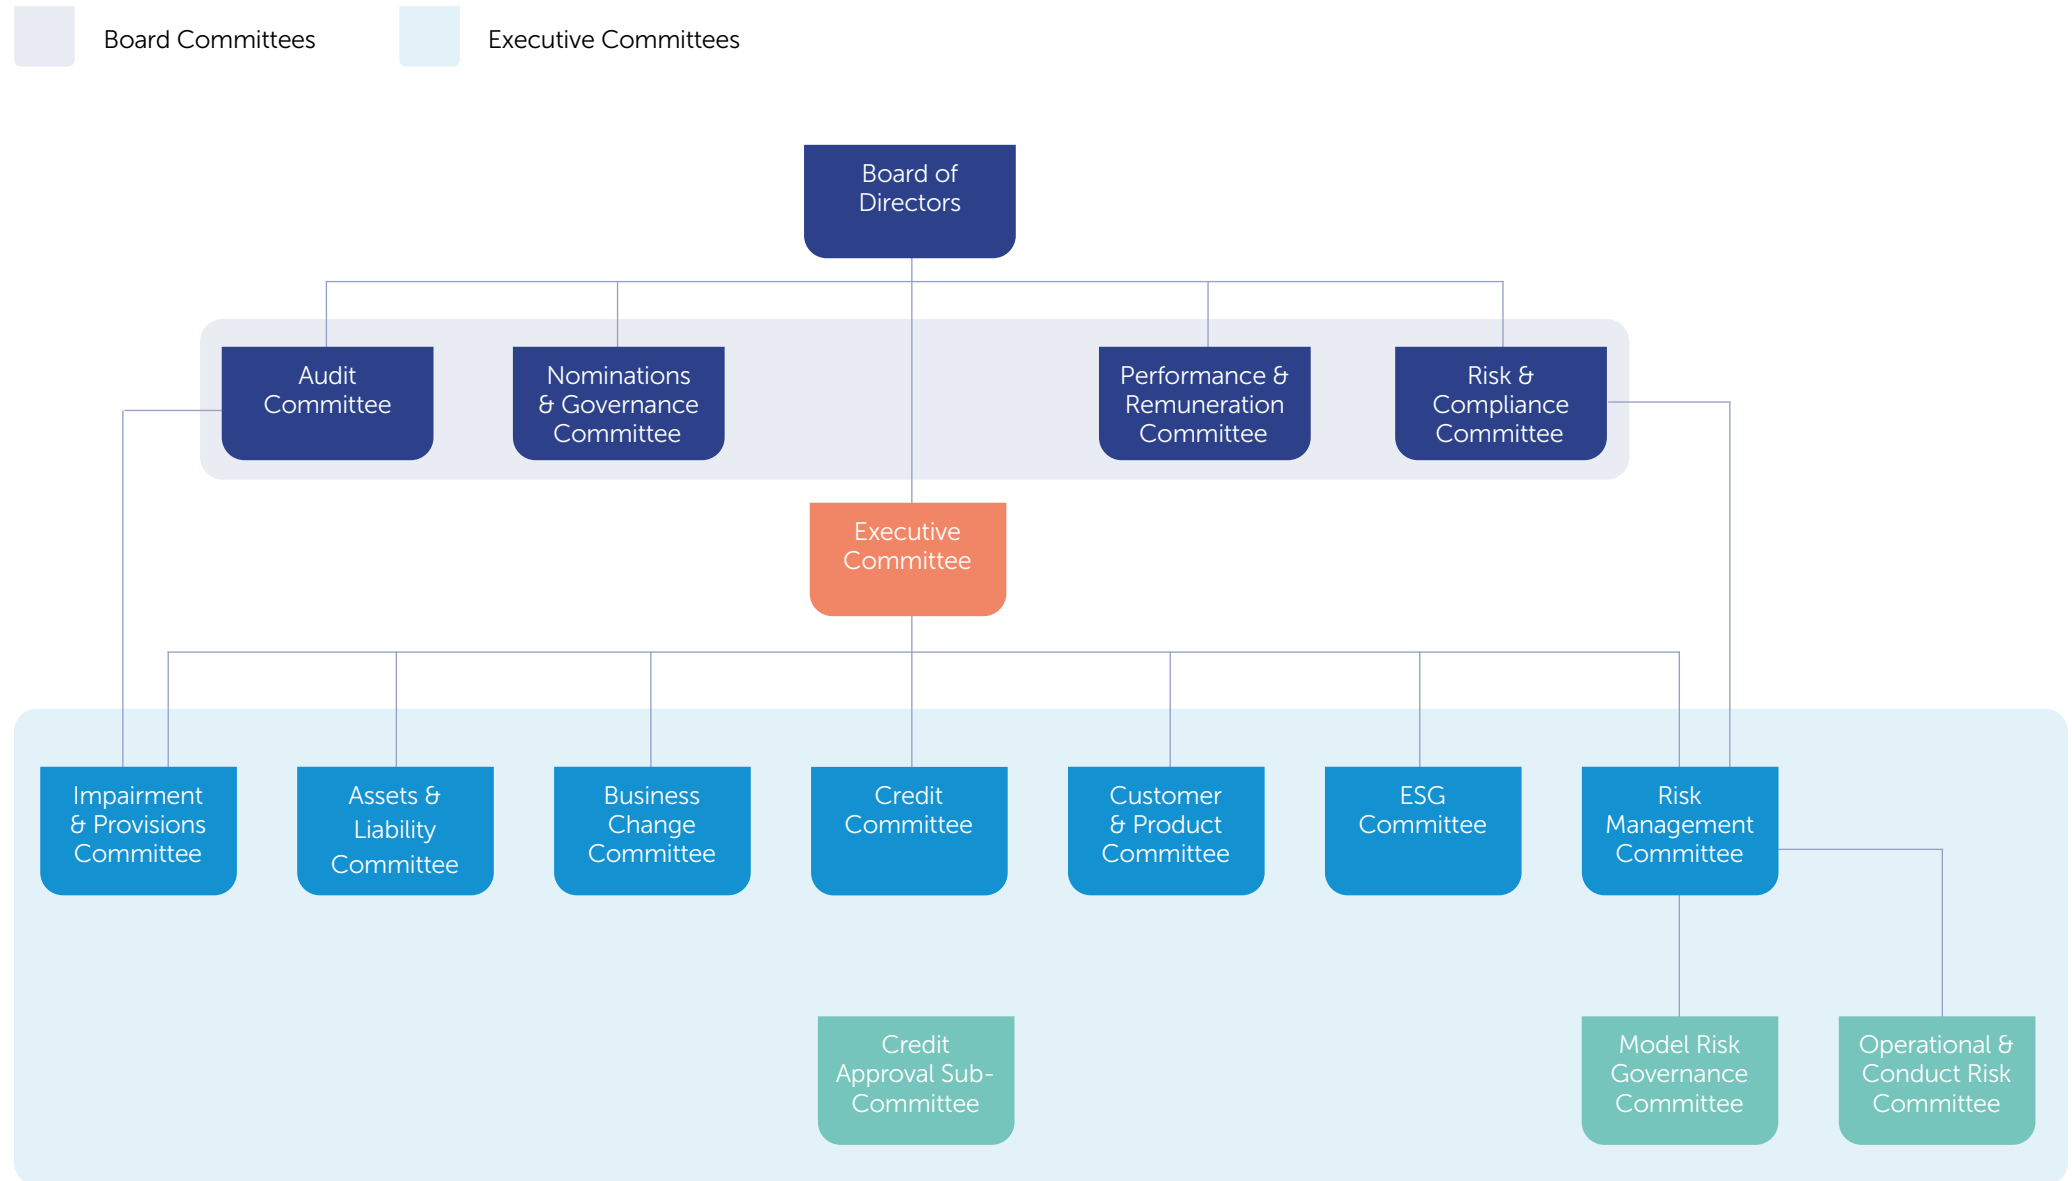 Board Committees
Executive Committees
Board of
Directors
Audit
Committee
Nominations
& Governance
Committee
Performance &
Remuneration
Committee
Risk &
Compliance
Committee
Executive
Committee
Impairment
& Provisions
Committee
Assets &
Liability
Committee
Business
Change
Committee
Credit
Committee
Customer
& Product
Committee
ESG
Committee
Risk
Management
Committee
Credit
Approval Sub-
Committee
Model Risk
Governance
Committee
Operational &
Conduct Risk
Committee